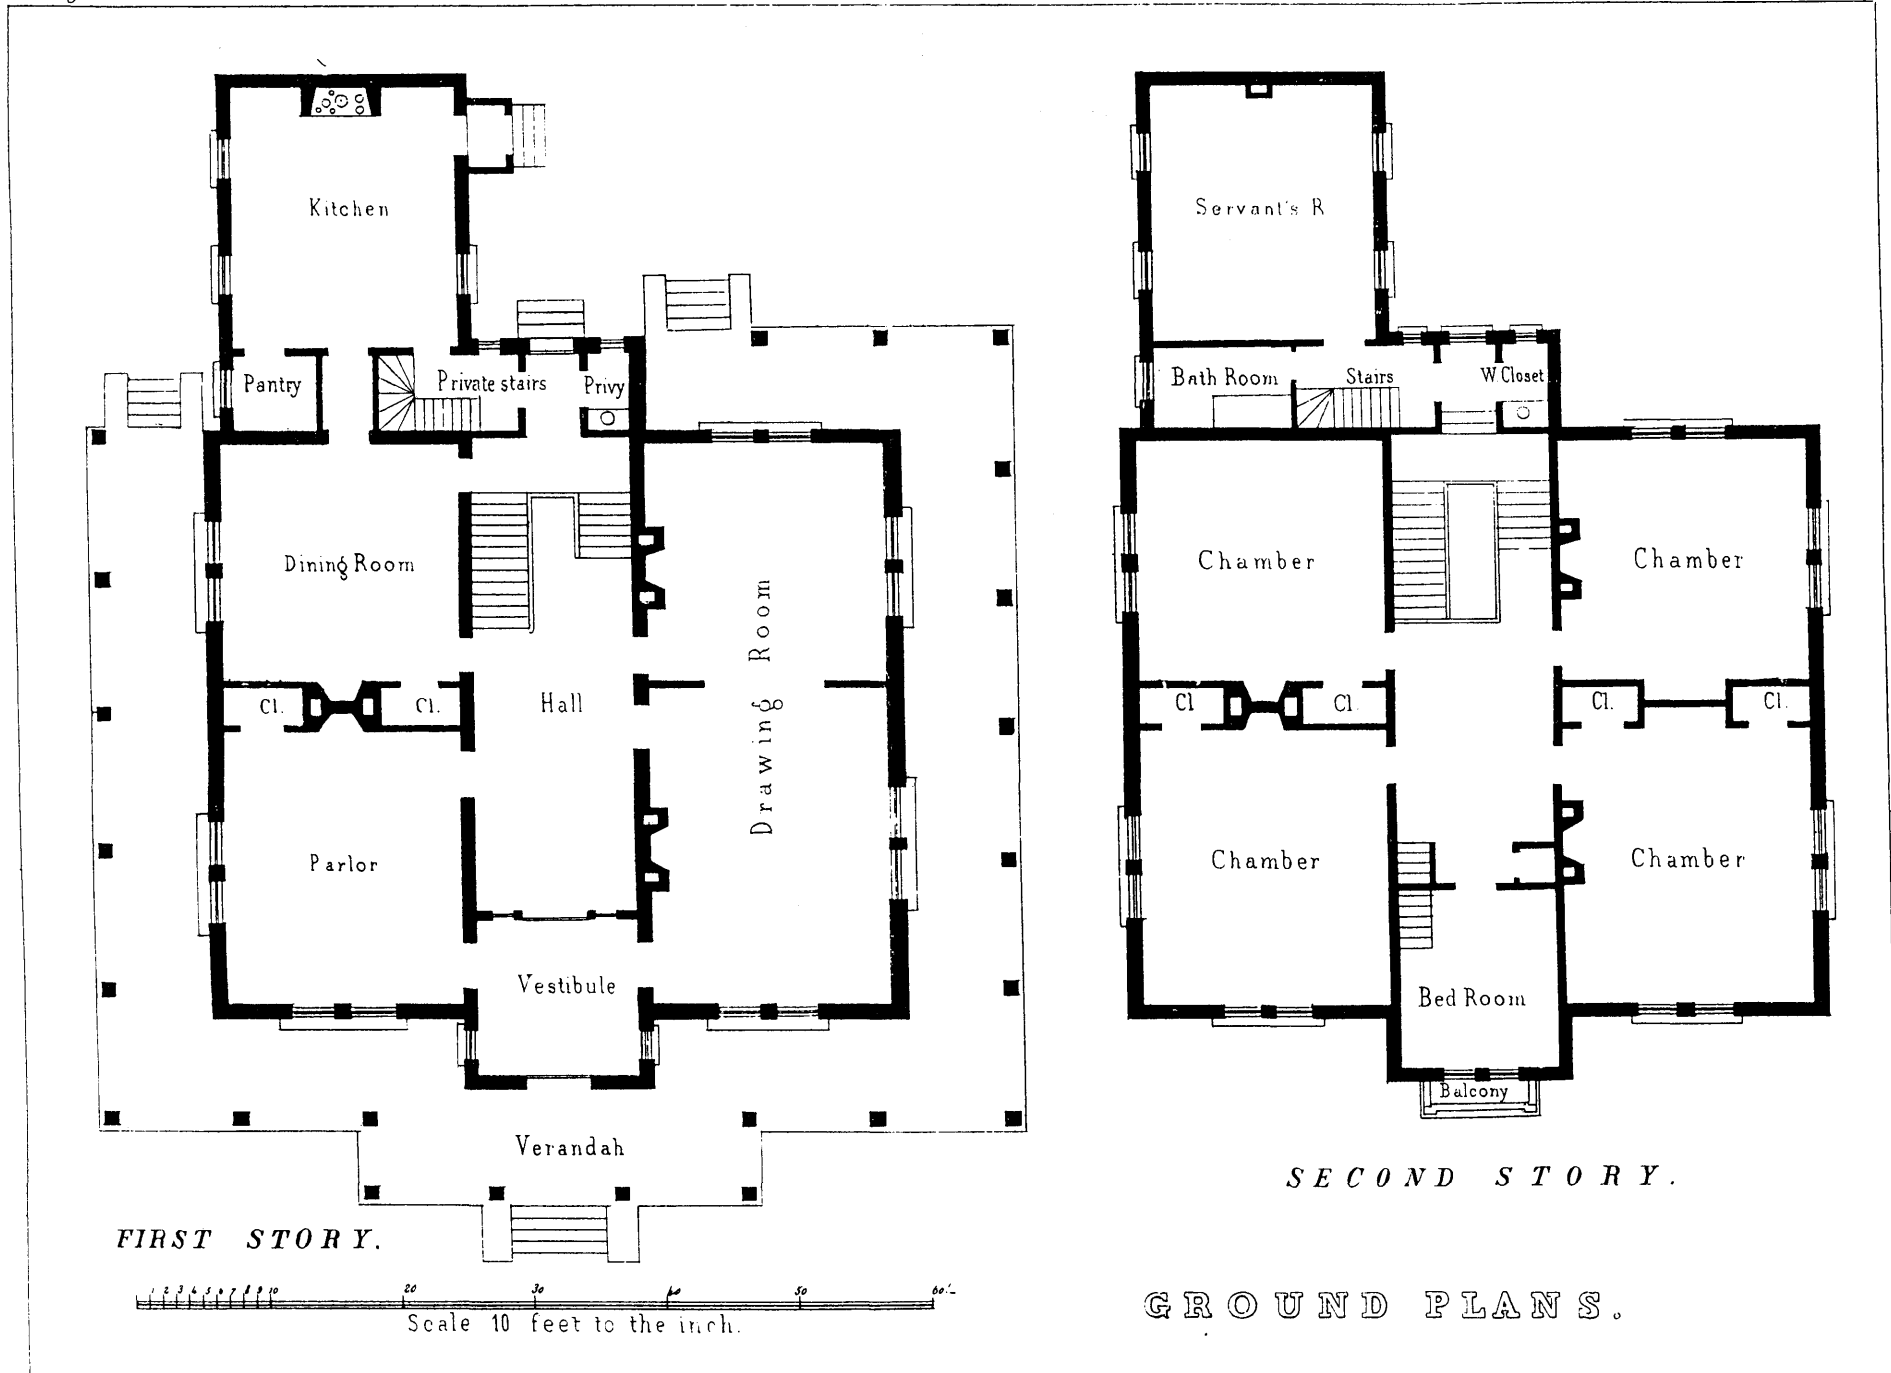 Kitchen
Pantry
Private stairs
Privy
Dining Room
Cl.
Cl.
Hall
Drawing Room
Parlor
Vestibule
Verandah
FIRST STORY.
1 2 3 4 5 6 7 8 9 10 20 30 40 50 60
Scale 10 feet to the inch.
Servant's R
Bath Room
Stairs
W. Closet
Chamber
Chamber
Cl
Cl.
Cl.
Cl.
Chamber
Chamber
Bed Room
Balcony
SECOND STORY.
GROUND PLANS.